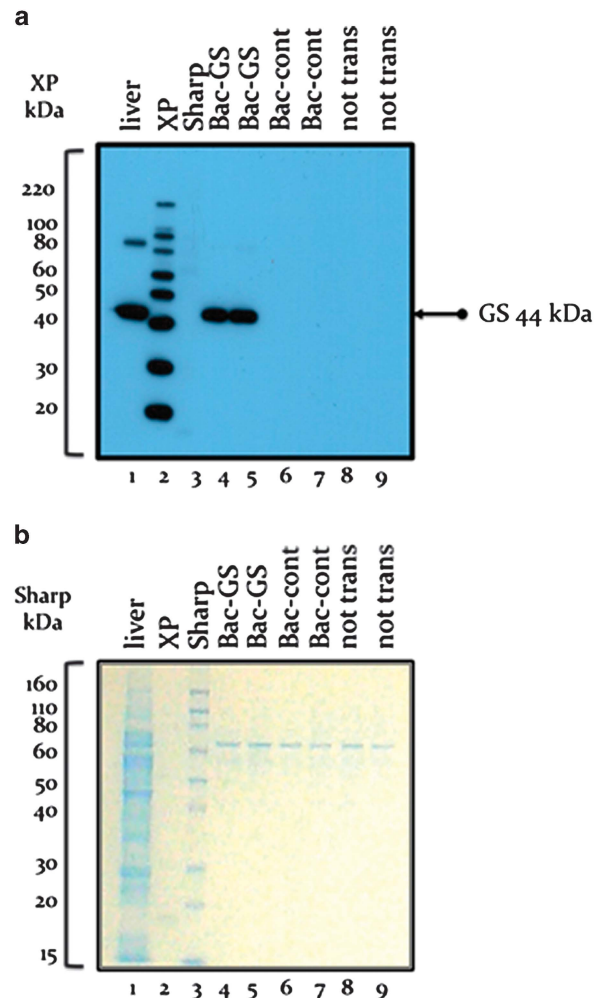 a
XP
kDa
liver
XP
Sharp
Bac-GS
Bac-GS
Bac-cont
Bac-cont
not trans
not trans
220
100
80
60
50
40
30
20
GS 44 kDa
1 2 3 4 5 6 7 8 9
b
Sharp
kDa
liver
XP
Sharp
Bac-GS
Bac-GS
Bac-cont
Bac-cont
not trans
not trans
160
110
80
60
50
40
30
20
15
1 2 3 4 5 6 7 8 9